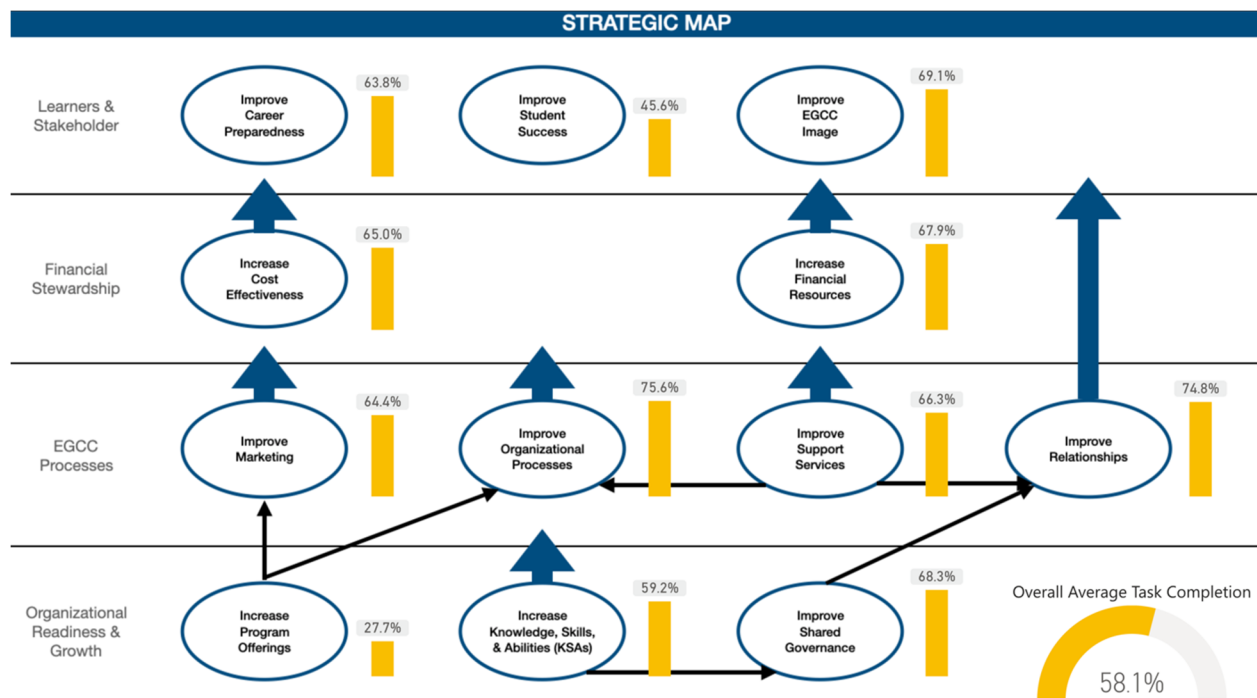 STRATEGIC MAP
Learners &
Stakeholder
Improve
Career
Preparedness
63.8%
Improve
Student
Success
45.6%
Improve
EGCC
Image
69.1%
Financial
Stewardship
Increase
Cost
Effectiveness
65.0%
Increase
Financial
Resources
67.9%
EGCC
Processes
Improve
Marketing
64.4%
Improve
Organizational
Processes
75.6%
Improve
Support
Services
66.3%
Improve
Relationships
74.8%
Organizational
Readiness &
Growth
Increase
Program
Offerings
27.7%
Increase
Knowledge, Skills,
& Abilities (KSAs)
59.2%
Improve
Shared
Governance
68.3%
Overall Average Task Completion
58.1%